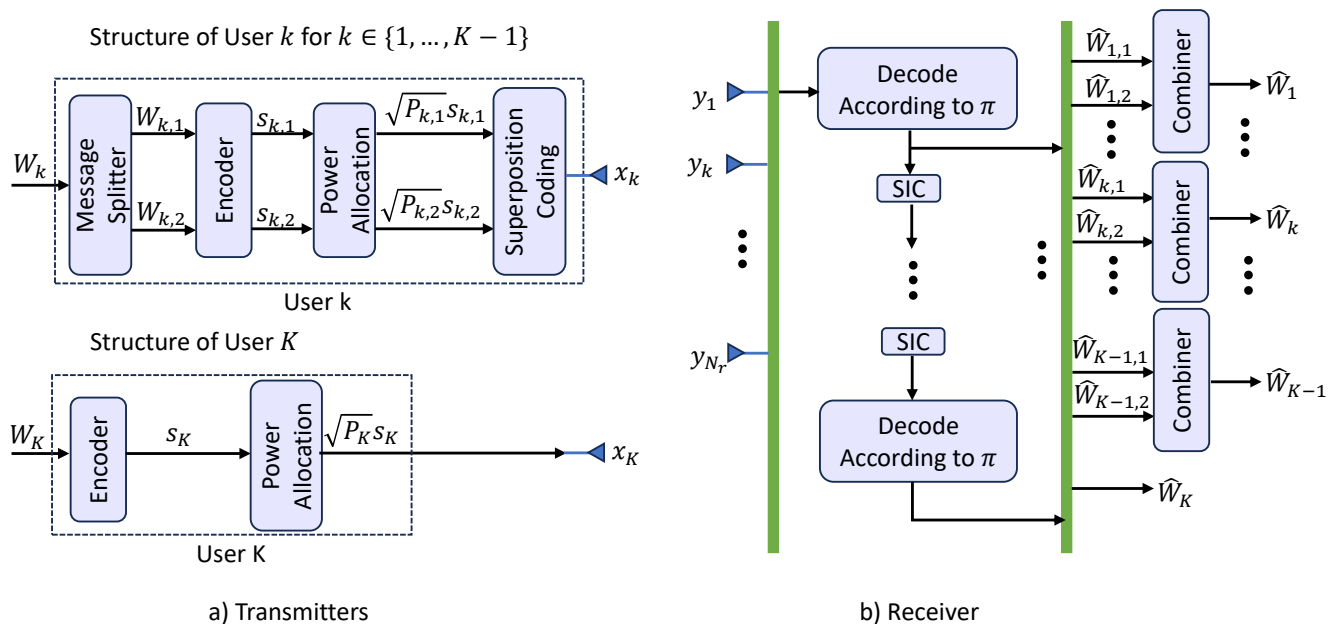 Structure of User k for k ∈ {1, …, K − 1}
W_k
Message
Splitter
W_{k,1}
W_{k,2}
Encoder
s_{k,1}
s_{k,2}
Power
Allocation
√P_{k,1} s_{k,1}
√P_{k,2} s_{k,2}
Superposition
Coding
x_k
User k
Structure of User K
W_K
Encoder
s_K
Power
Allocation
√P_K s_K
x_K
User K
a) Transmitters
y_1
y_k
y_{N_r}
Decode
According to π
SIC
SIC
Decode
According to π
Ŵ_{1,1}
Ŵ_{1,2}
Combiner
Ŵ_1
Ŵ_{k,1}
Ŵ_{k,2}
Combiner
Ŵ_k
Ŵ_{K−1,1}
Ŵ_{K−1,2}
Combiner
Ŵ_{K−1}
Ŵ_K
b) Receiver